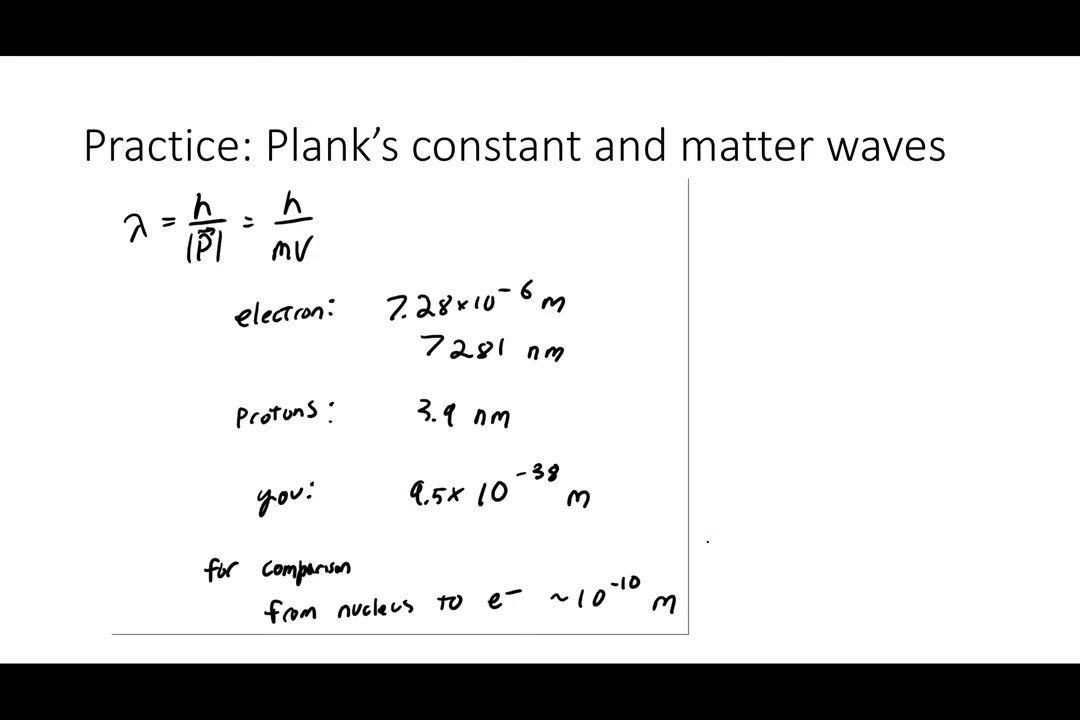 Practice: Plank's constant and matter waves
λ = h/|p⃗| = h/mv
electron: 7.28×10⁻⁶ m
7281 nm
Protons: 3.9 nm
you: 9.5× 10⁻³⁸ m
for comparison
from nucleus to e⁻ ~10⁻¹⁰ m